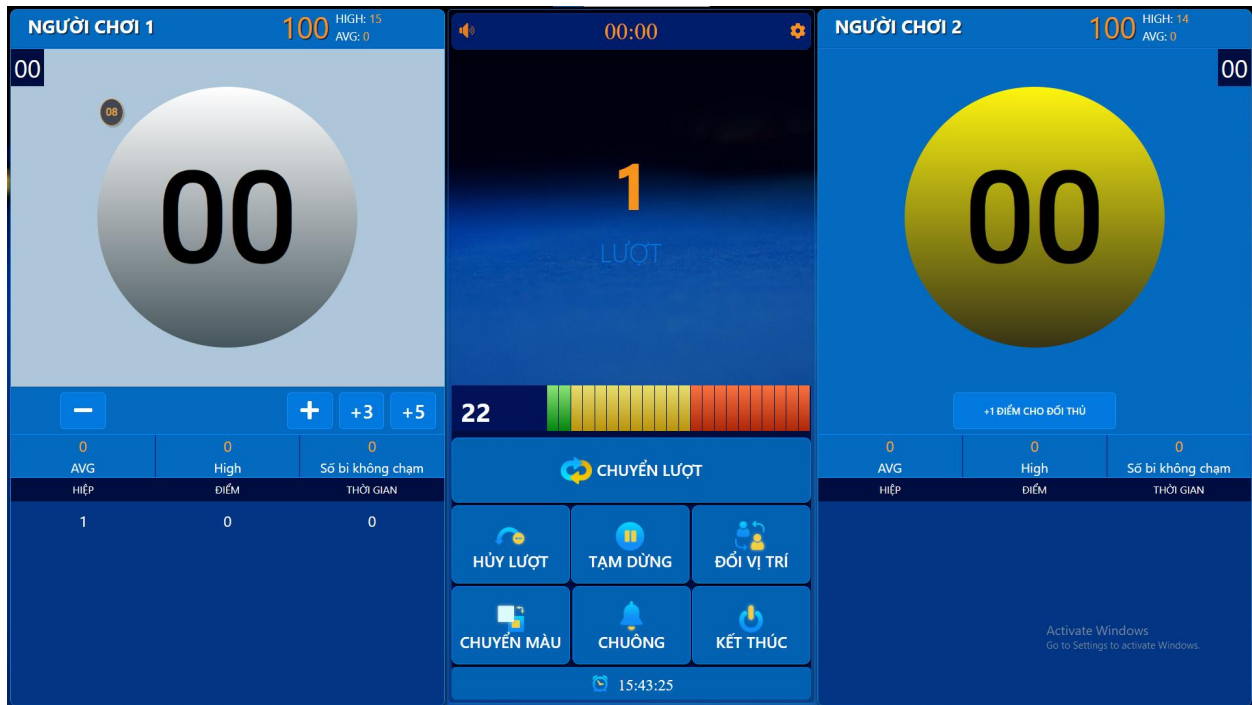 NGƯỜI CHƠI 1
100
HIGH: 15
AVG: 0
00
08
00
+3
+5
0
AVG
0
High
0
Số bi không chạm
HIỆP
ĐIỂM
THỜI GIAN
1
0
0
00:00
1
LƯỢT
22
CHUYỂN LƯỢT
HỦY LƯỢT
TẠM DỪNG
ĐỔI VỊ TRÍ
CHUYỂN MÀU
CHUÔNG
KẾT THÚC
15:43:25
NGƯỜI CHƠI 2
100
HIGH: 14
AVG: 0
00
00
+1 ĐIỂM CHO ĐỐI THỦ
0
AVG
0
High
0
Số bi không chạm
HIỆP
ĐIỂM
THỜI GIAN
Activate Windows
Go to Settings to activate Windows.